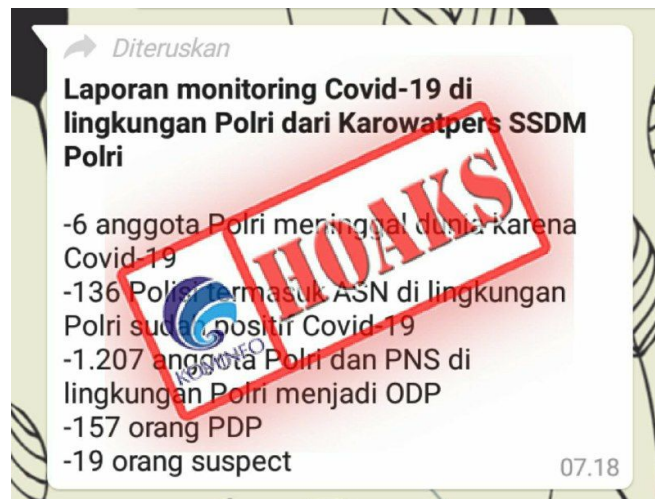 Diteruskan
Laporan monitoring Covid-19 di
lingkungan Polri dari Karowatpers SSDM
Polri
-6 anggota Polri meninggal dunia karena
Covid-19
-136 Polisi termasuk ASN di lingkungan
Polri sudah positif Covid-19
-1.207 anggota Polri dan PNS di
lingkungan Polri menjadi ODP
-157 orang PDP
-19 orang suspect
07.18
HOAKS
KOMINFO